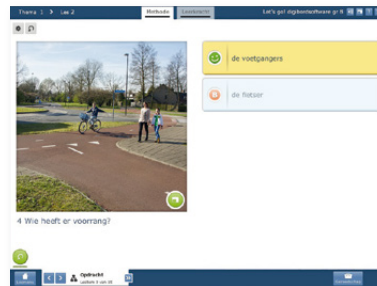 Thema 1 > Les 2
Methode
Leerkracht
Let's go! digibordsoftware gr 8
de voetgangers
de fietser
4 Wie heeft er voorrang?
Opdracht